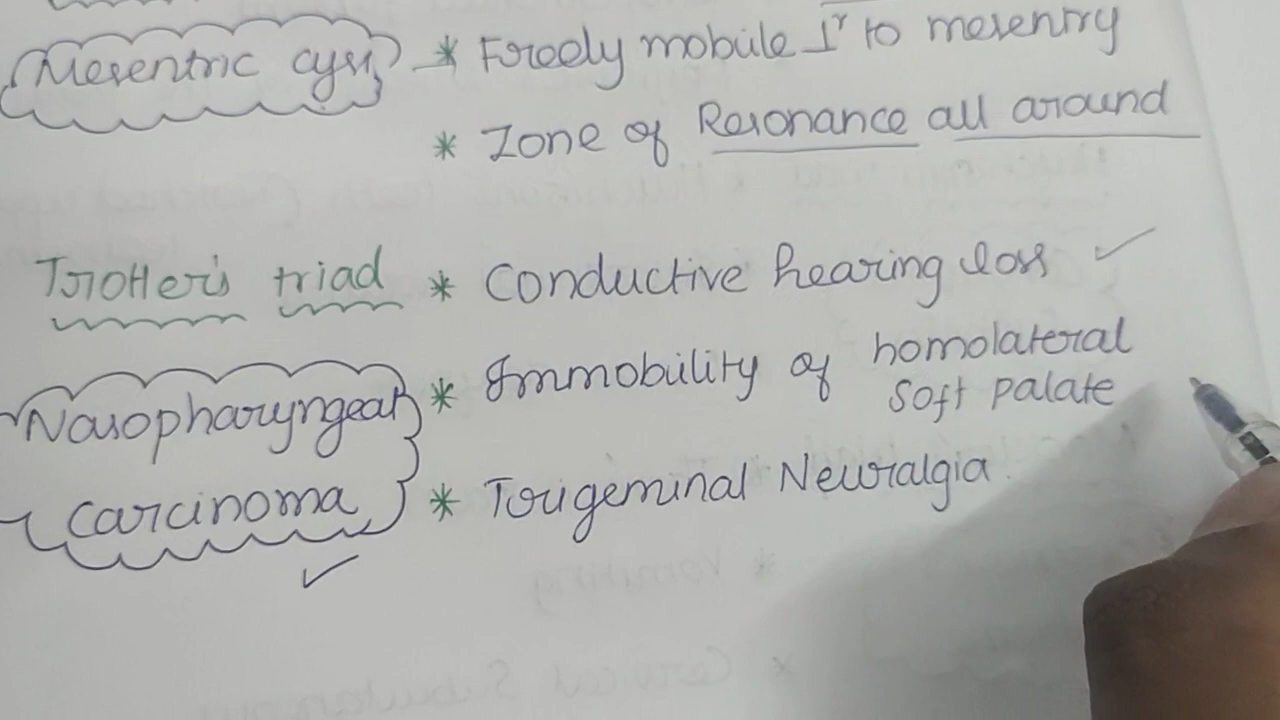 Mesentric cyst * Freely mobile ⊥r to mesentry
* Zone of Resonance all around
Trotter's triad * Conductive hearing loss ✓
Nasopharyngeal * Immobility of homolateral
soft palate
carcinoma * Trigeminal Neuralgia
✓